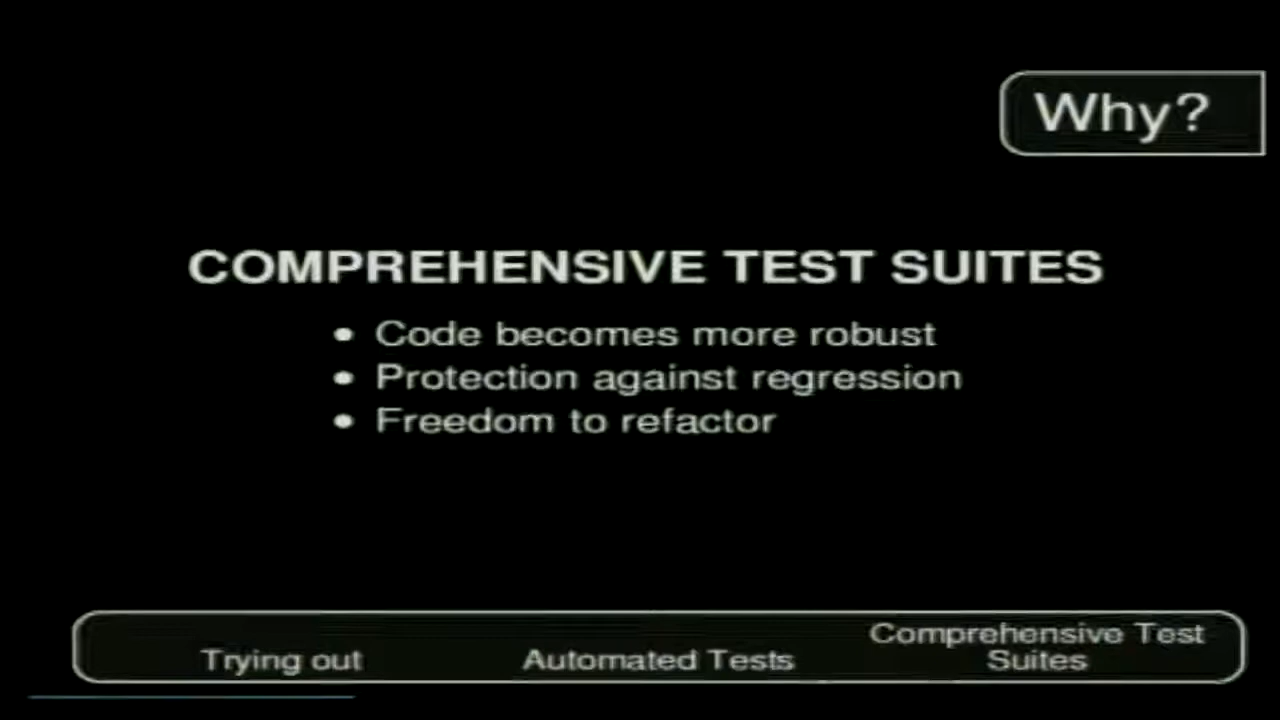 Why?
COMPREHENSIVE TEST SUITES
• Code becomes more robust
• Protection against regression
• Freedom to refactor
Trying out
Automated Tests
Comprehensive Test
Suites